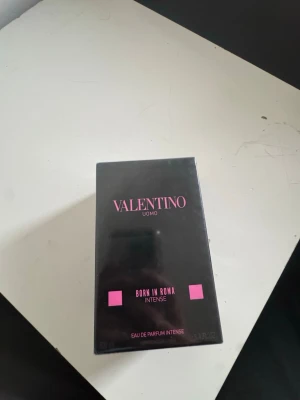 VALENTINO
UOMO
BORN IN ROMA
INTENSE
EAU DE PARFUM INTENSE